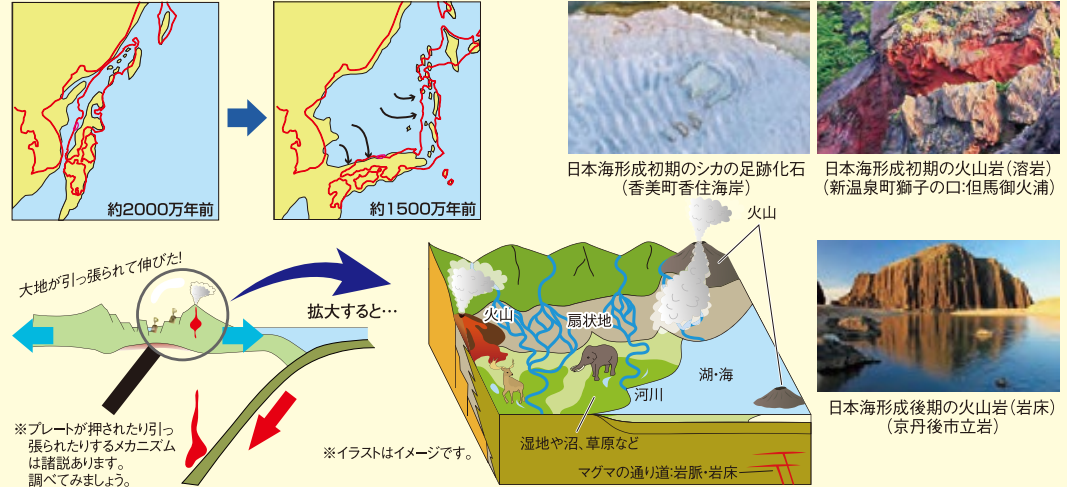 約2000万年前
約1500万年前
日本海形成初期のシカの足跡化石
(香美町香住海岸)
日本海形成初期の火山岩(溶岩)
(新温泉町獅子の口:但馬御火浦)
大地が引っ張られて伸びた!
拡大すると…
※プレートが押されたり引っ
張られたりするメカニズム
は諸説あります。
調べてみましょう。
火山
火山
扇状地
湖・海
河川
湿地や沼、草原など
マグマの通り道:岩脈・岩床
※イラストはイメージです。
日本海形成後期の火山岩(岩床)
(京丹後市立岩)